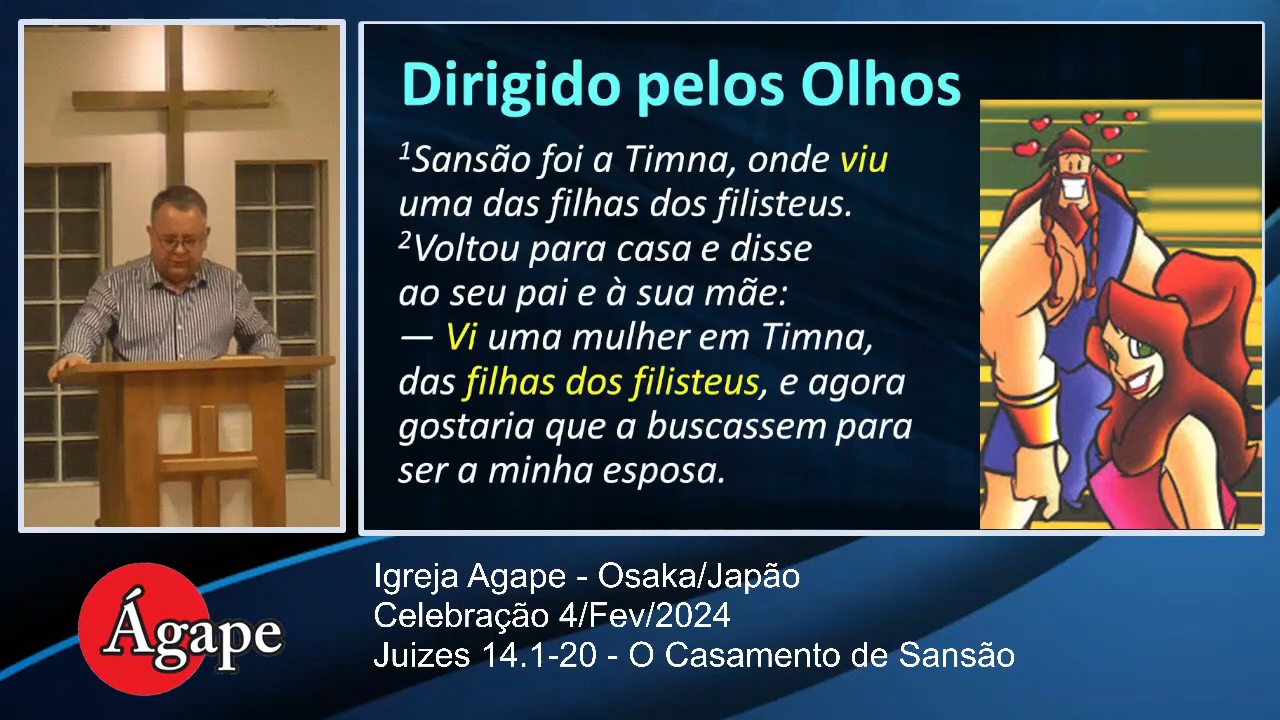 Dirigido pelos Olhos
¹Sansão foi a Timna, onde viu
uma das filhas dos filisteus.
²Voltou para casa e disse
ao seu pai e à sua mãe:
— Vi uma mulher em Timna,
das filhas dos filisteus, e agora
gostaria que a buscassem para
ser a minha esposa.
Ágape
Igreja Agape - Osaka/Japão
Celebração 4/Fev/2024
Juizes 14.1-20 - O Casamento de Sansão